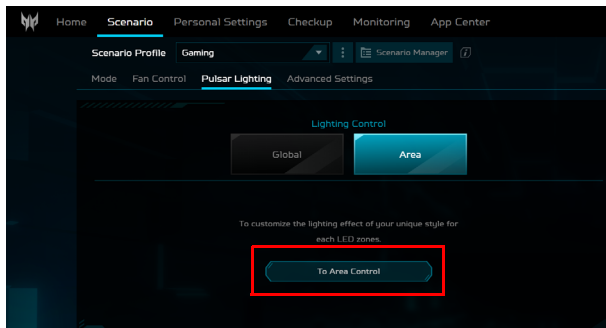 Home Scenario Personal Settings Checkup Monitoring App Center
Scenario Profile Gaming Scenario Manager i
Mode Fan Control Pulsar Lighting Advanced Settings
Lighting Control
Global Area
To customize the lighting effect of your unique style for
each LED zones.
To Area Control